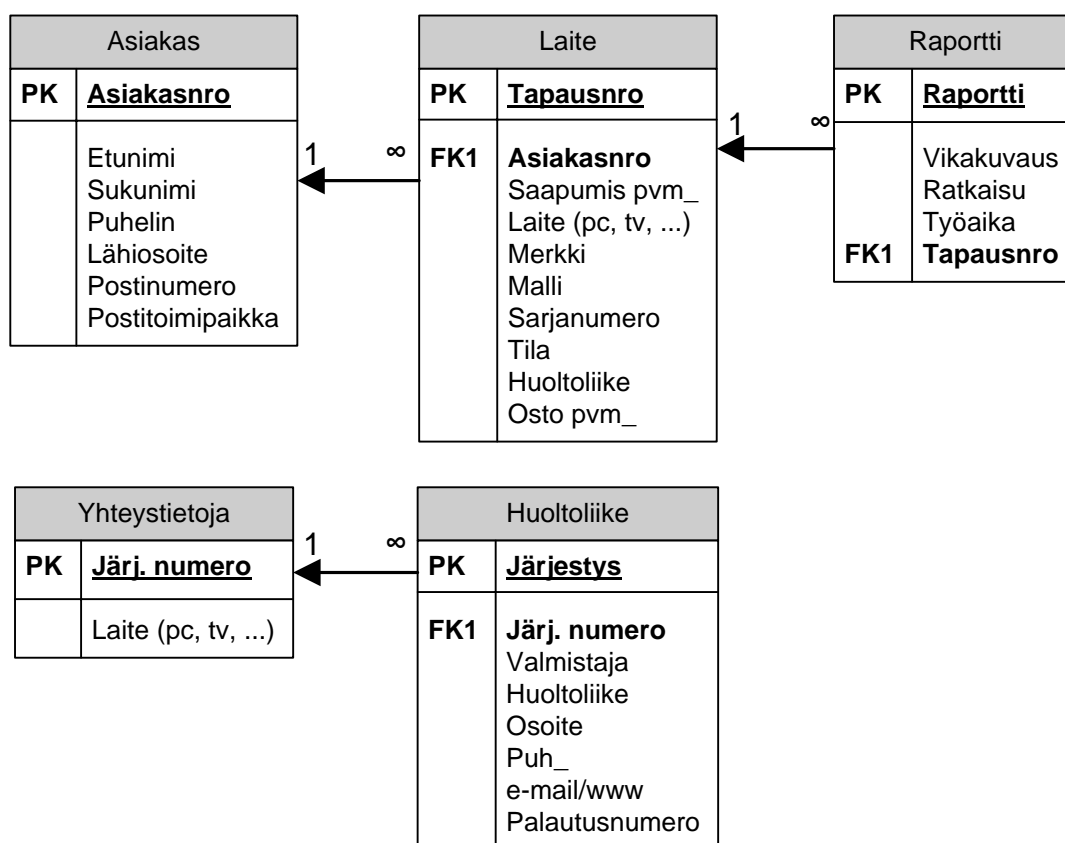 Asiakas
PK Asiakasnro
Etunimi
Sukunimi
Puhelin
Lähiosoite
Postinumero
Postitoimipaikka
1 ∞
Laite
PK Tapausnro
FK1 Asiakasnro
Saapumis pvm_
Laite (pc, tv, ...)
Merkki
Malli
Sarjanumero
Tila
Huoltoliike
Osto pvm_
1 ∞
Raportti
PK Raportti
Vikakuvaus
Ratkaisu
Työaika
FK1 Tapausnro
Yhteystietoja
PK Järj. numero
Laite (pc, tv, ...)
1 ∞
Huoltoliike
PK Järjestys
FK1 Järj. numero
Valmistaja
Huoltoliike
Osoite
Puh_
e-mail/www
Palautusnumero